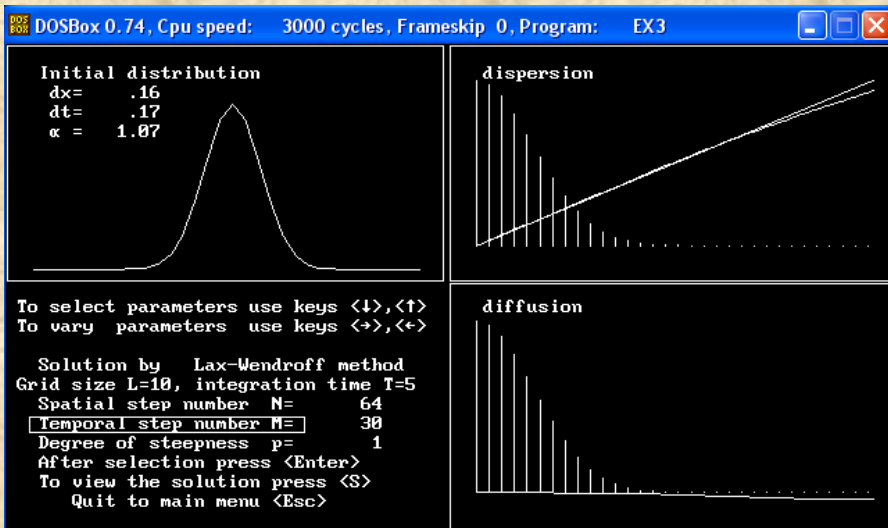 DOSBox 0.74, Cpu speed: 3000 cycles, Frameskip 0, Program: EX3
Initial distribution
dx= .16
dt= .17
α = 1.07
dispersion
To select parameters use keys <↓>,<↑>
To vary parameters use keys <→>,<←>
Solution by Lax-Wendroff method
Grid size L=10, integration time T=5
Spatial step number N= 64
Temporal step number M= 30
Degree of steepness p= 1
After selection press <Enter>
To view the solution press <S>
Quit to main menu <Esc>
diffusion